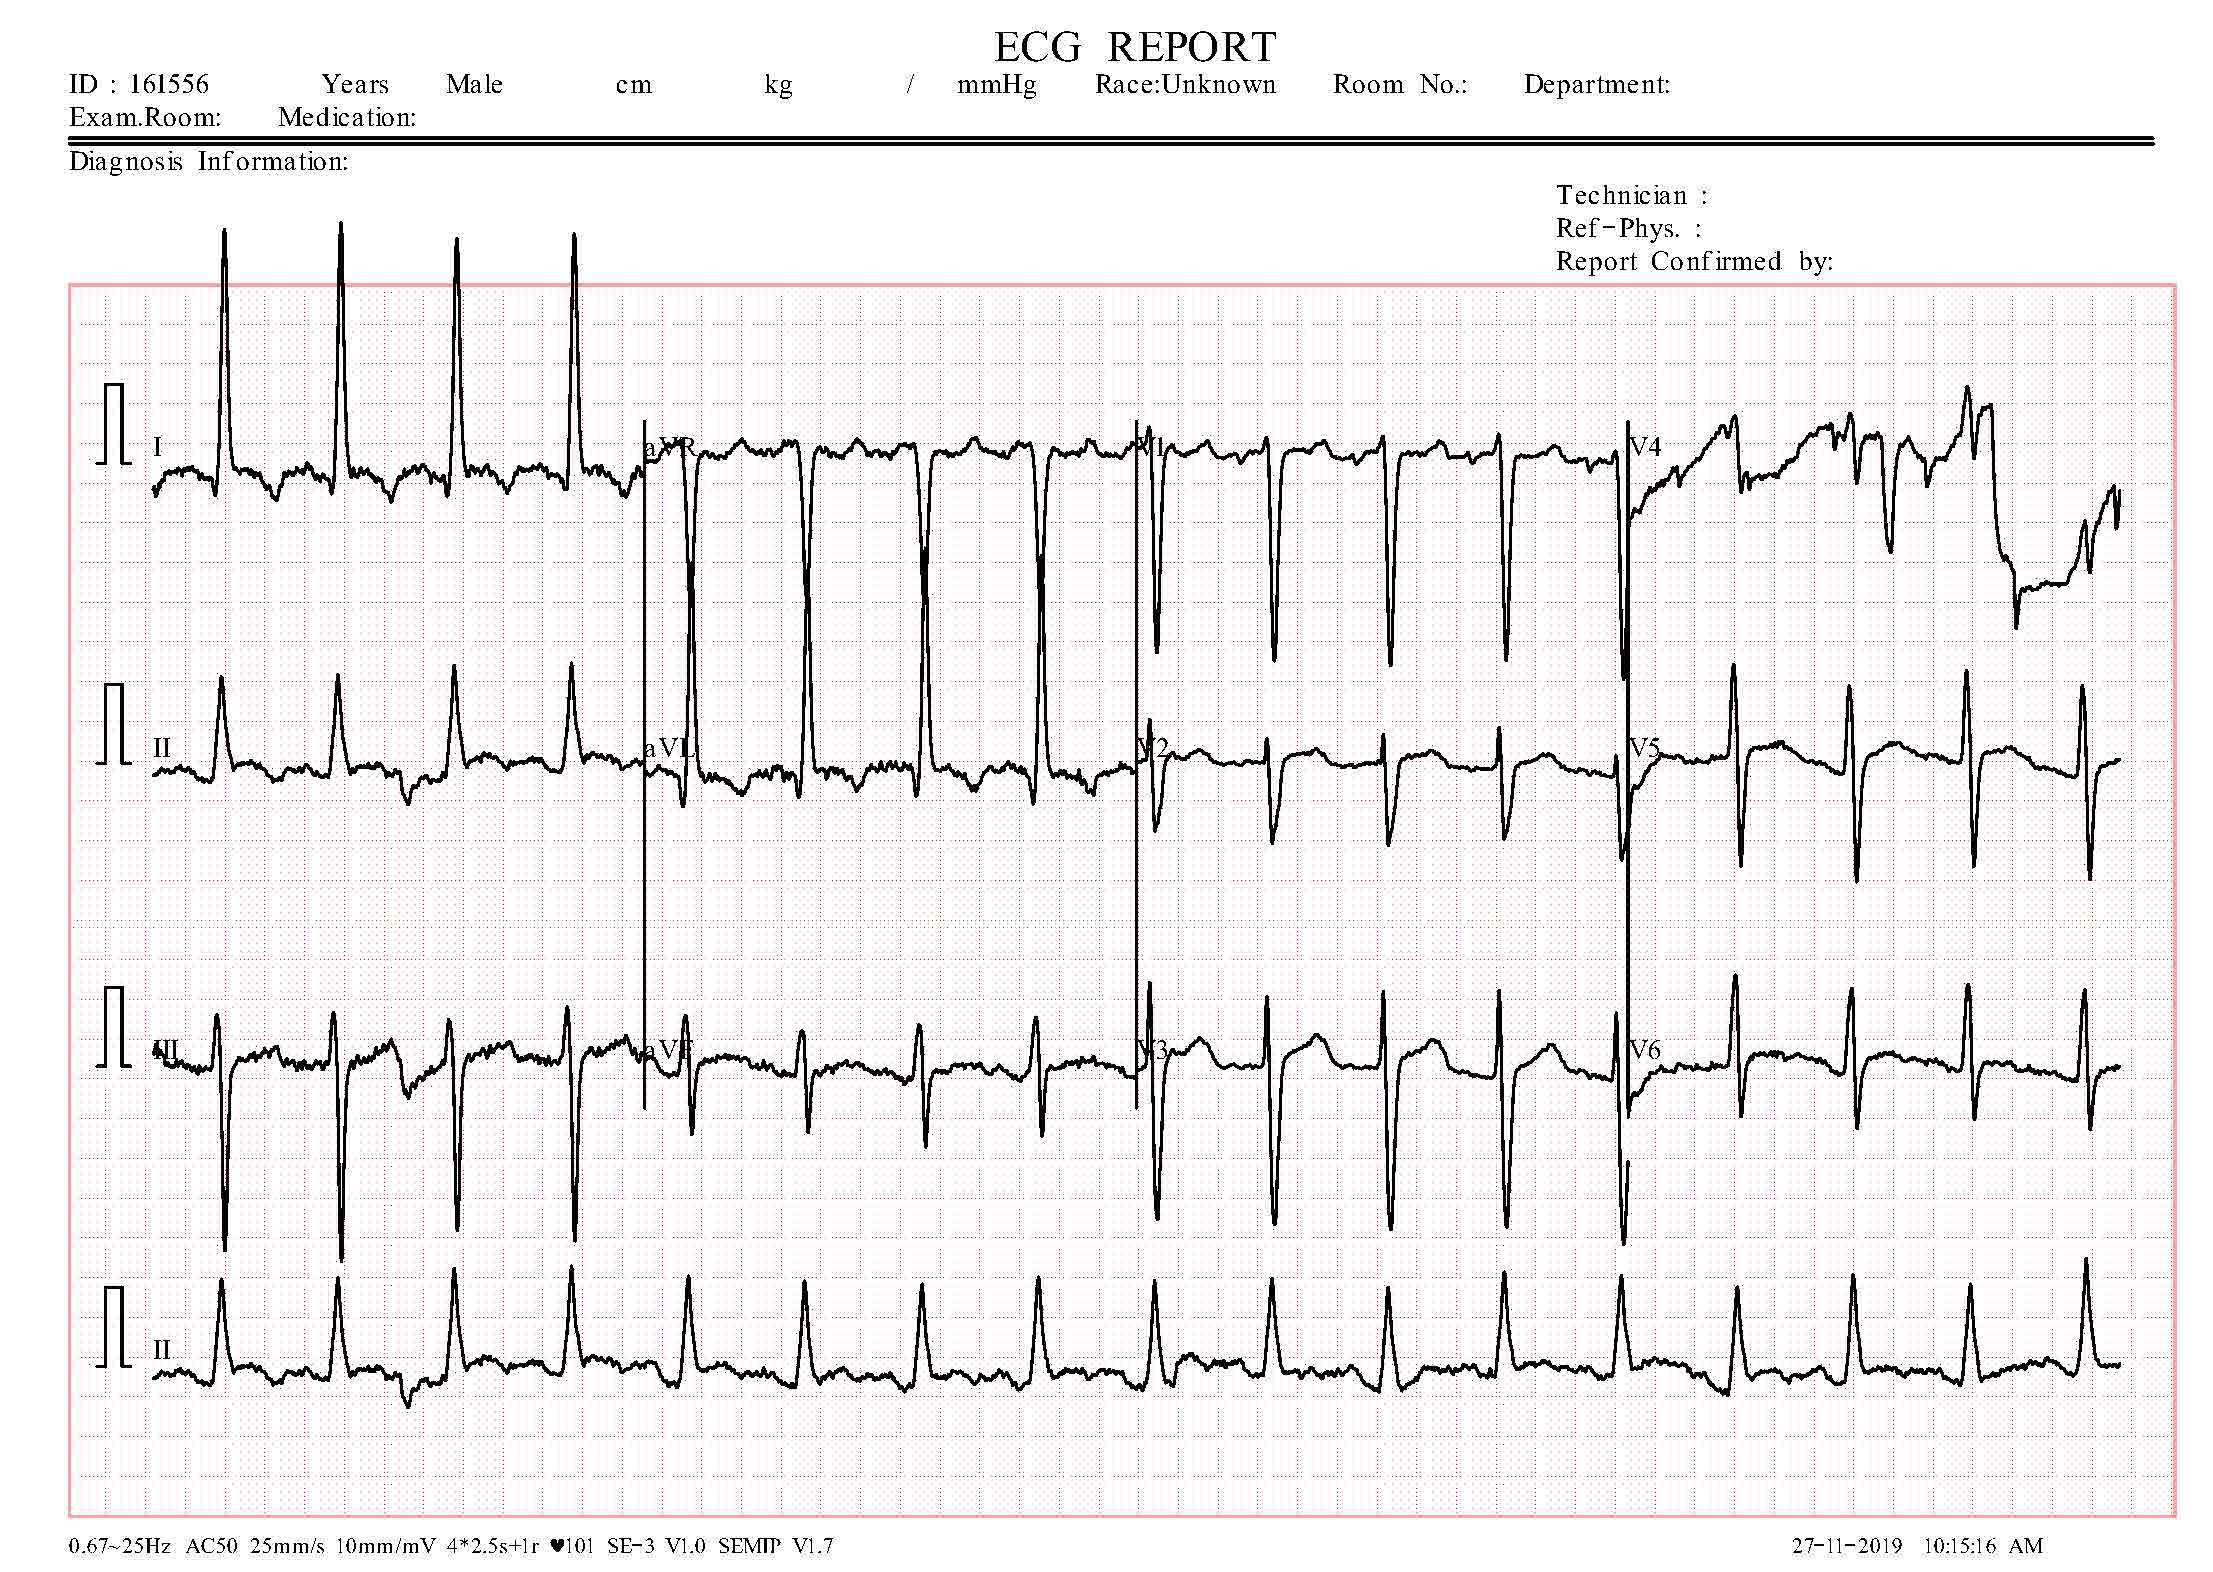 ECG REPORT
ID : 161556 Years Male cm kg / mmHg Race:Unknown Room No.: Department:
Exam.Room: Medication:
Diagnosis Information:
Technician :
Ref-Phys. :
Report Confirmed by:
I aVR V1 V4
II aVL V2 V5
III aVF V3 V6
II
0.67~25Hz AC50 25mm/s 10mm/mV 4*2.5s+1r ♥101 SE-3 V1.0 SEMIP V1.7 27-11-2019 10:15:16 AM